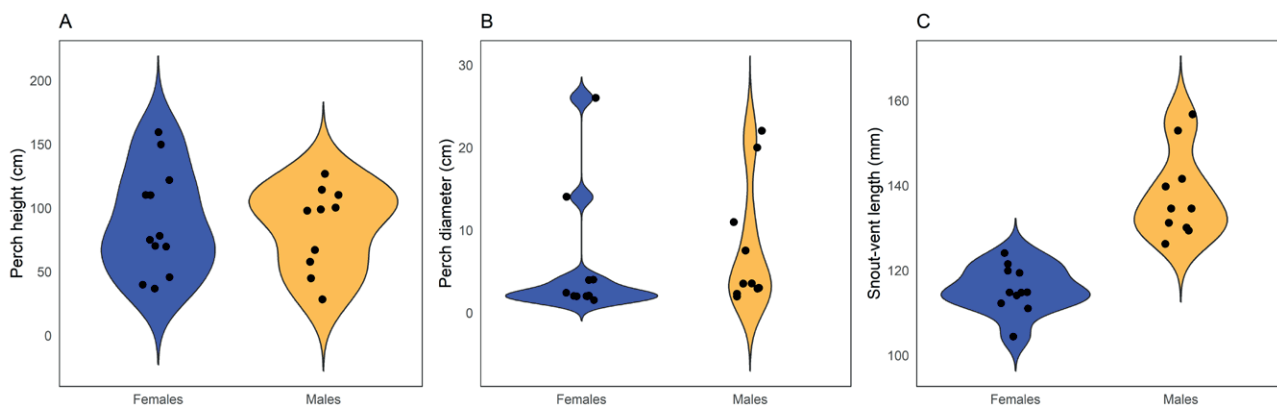 A
Perch height (cm)
200
150
100
50
0
Females Males
B
Perch diameter (cm)
30
20
10
0
Females Males
C
Snout-vent length (mm)
160
140
120
100
Females Males